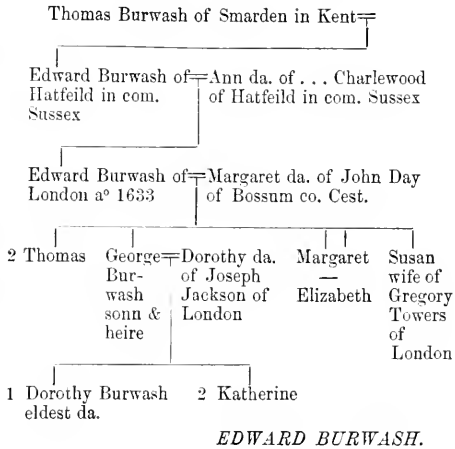 Thomas Burwash of Smarden in Kent
Edward Burwash of
Hatfeild in com.
Sussex
Ann da. of . . . Charlewood
of Hatfeild in com. Sussex
Edward Burwash of
London aº 1633
Margaret da. of John Day
of Bossum co. Cest.
2 Thomas
George
Bur-
wash
sonn &
heire
Dorothy da.
of Joseph
Jackson of
London
Margaret
—
Elizabeth
Susan
wife of
Gregory
Towers
of
London
1 Dorothy Burwash
eldest da.
2 Katherine
EDWARD BURWASH.